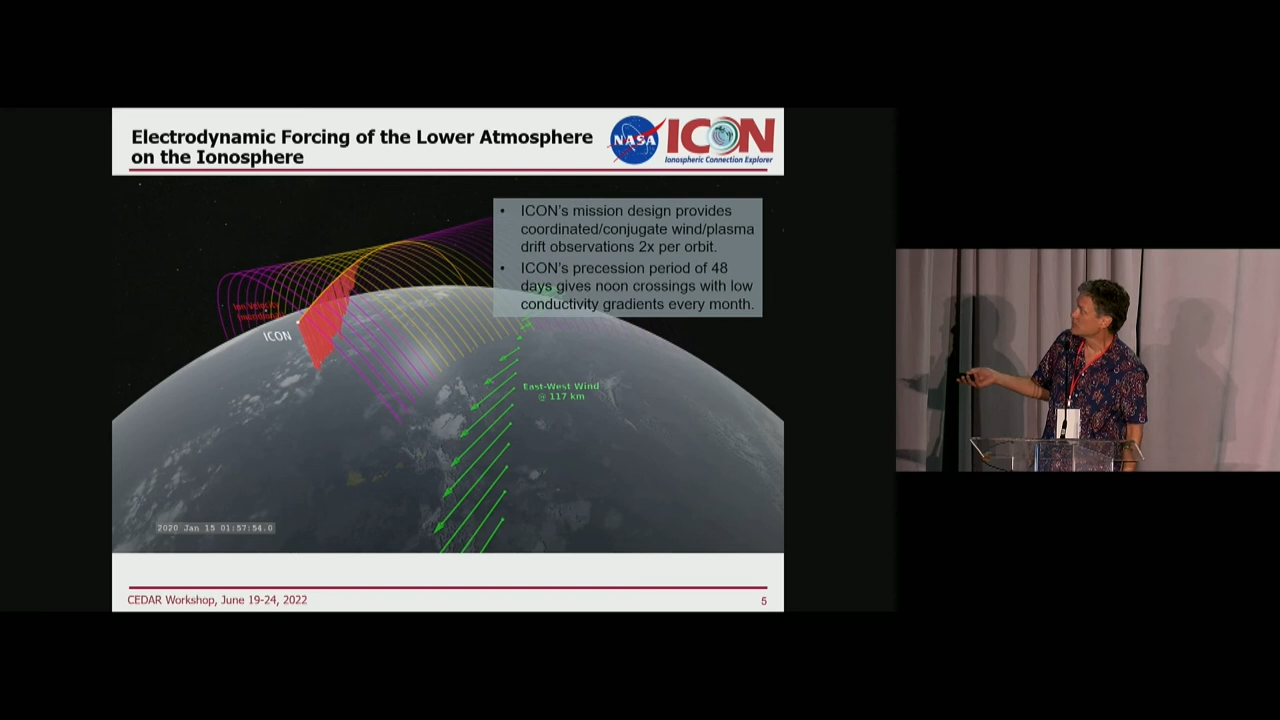 Electrodynamic Forcing of the Lower Atmosphere
on the Ionosphere
NASA
ICON
Ionospheric Connection Explorer
• ICON's mission design provides
coordinated/conjugate wind/plasma
drift observations 2x per orbit.
• ICON's precession period of 48
days gives noon crossings with low
conductivity gradients every month.
Ion Velocity
ICON
East-West Wind
@ 117 km
2020 Jan 15 01:57:54.0
CEDAR Workshop, June 19-24, 2022
5